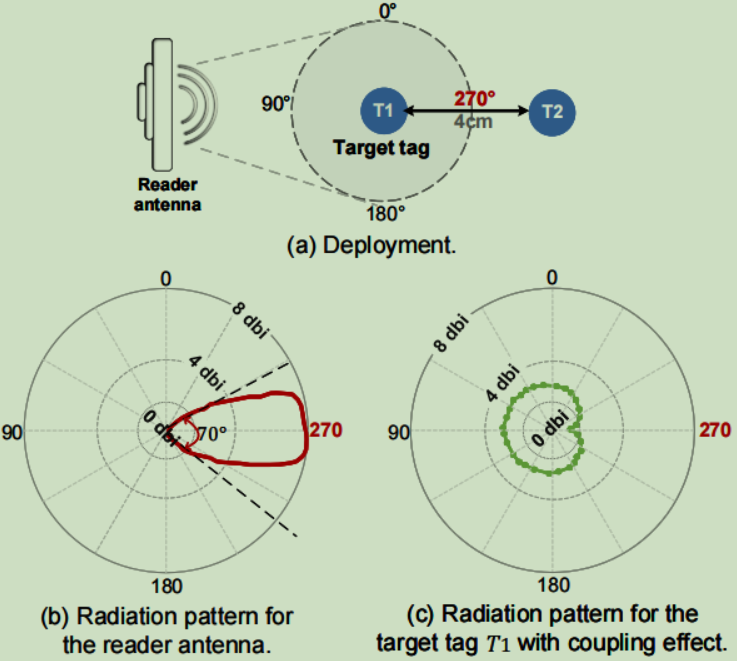 0°
90°
T1
270°
4cm
T2
Target tag
Reader
antenna
180°
(a) Deployment.
0
8 dbi
4 dbi
0 dbi
70°
90
270
180
(b) Radiation pattern for
the reader antenna.
0
8 dbi
4 dbi
0 dbi
90
270
180
(c) Radiation pattern for the
target tag T1 with coupling effect.